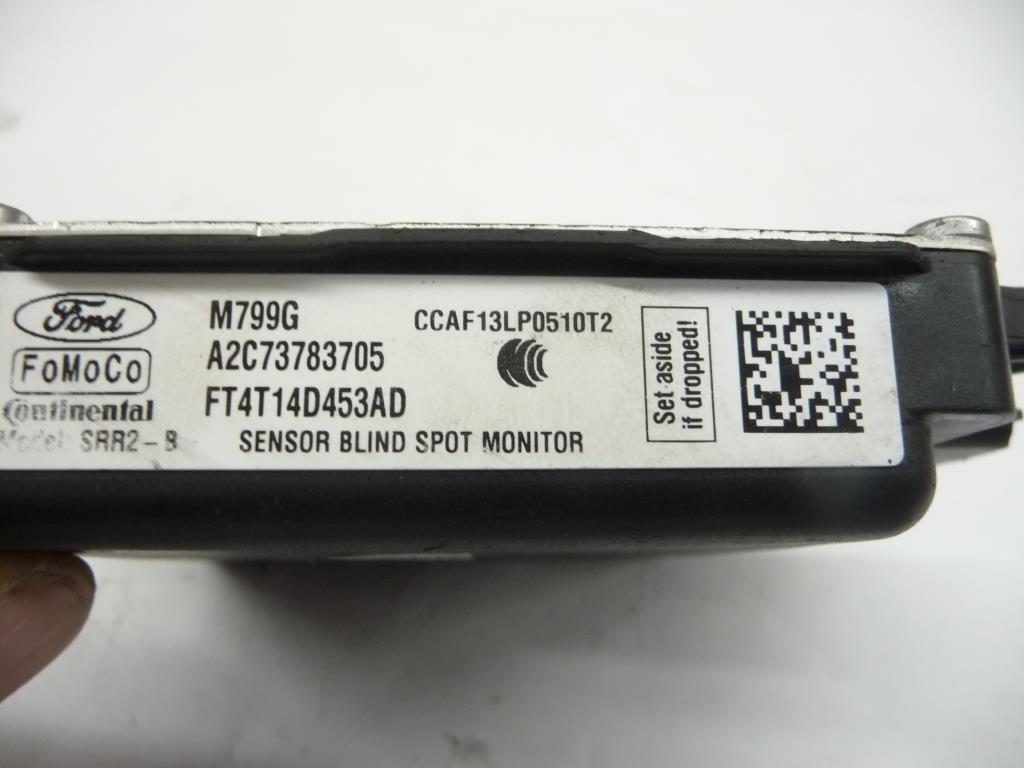 Ford
FoMoCo
Continental
Model: SRR2-B
M799G
A2C73783705
FT4T14D453AD
SENSOR BLIND SPOT MONITOR
CCAF13LP0510T2
Set aside
if dropped!